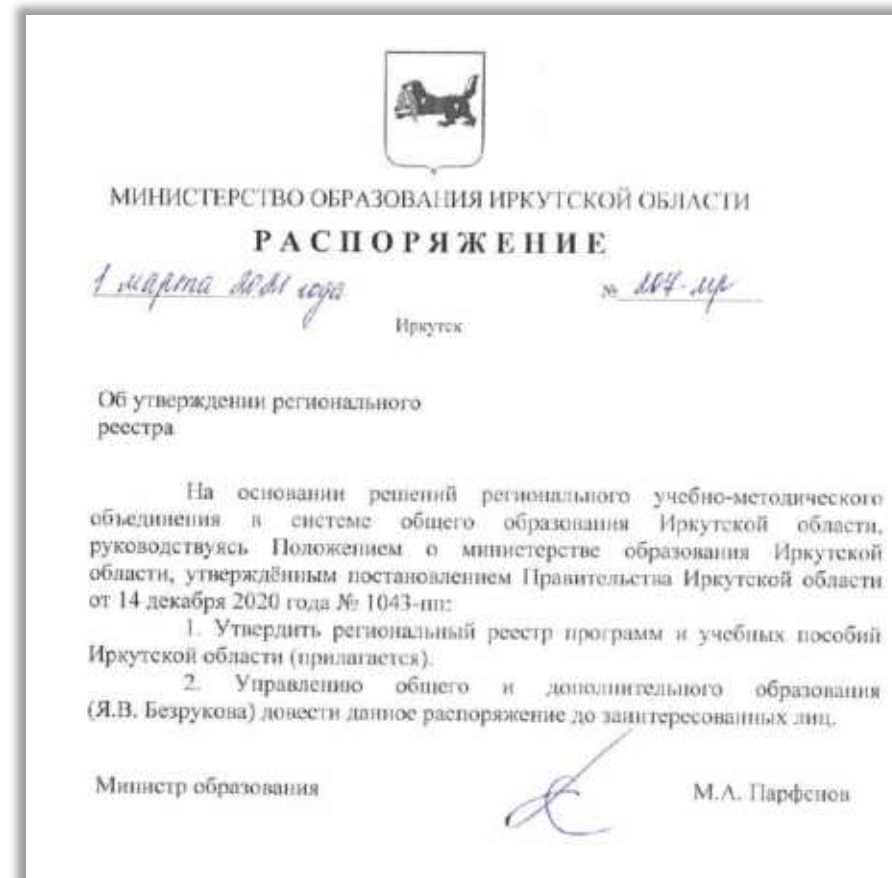 МИНИСТЕРСТВО ОБРАЗОВАНИЯ ИРКУТСКОЙ ОБЛАСТИ
РАСПОРЯЖЕНИЕ
1 марта 2021 года № 207-мр
Иркутск
Об утверждении регионального
реестра
На основании решений регионального учебно-методического
объединения в системе общего образования Иркутской области,
руководствуясь Положением о министерстве образования Иркутской
области, утверждённым постановлением Правительства Иркутской области
от 14 декабря 2020 года № 1043-пп:
1. Утвердить региональный реестр программ и учебных пособий
Иркутской области (прилагается).
2. Управлению общего и дополнительного образования
(Я.В. Безрукова) довести данное распоряжение до заинтересованных лиц.
Министр образования М.А. Парфенов